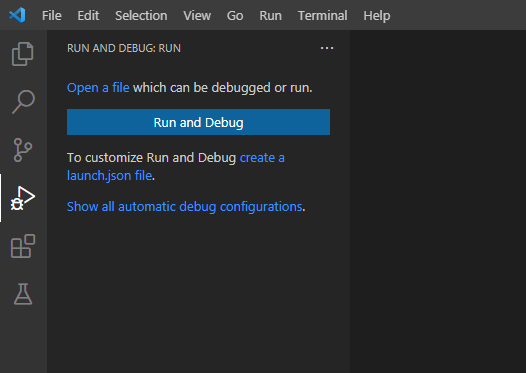 File Edit Selection View Go Run Terminal Help
RUN AND DEBUG: RUN
Open a file which can be debugged or run.
Run and Debug
To customize Run and Debug create a
launch.json file.
Show all automatic debug configurations.